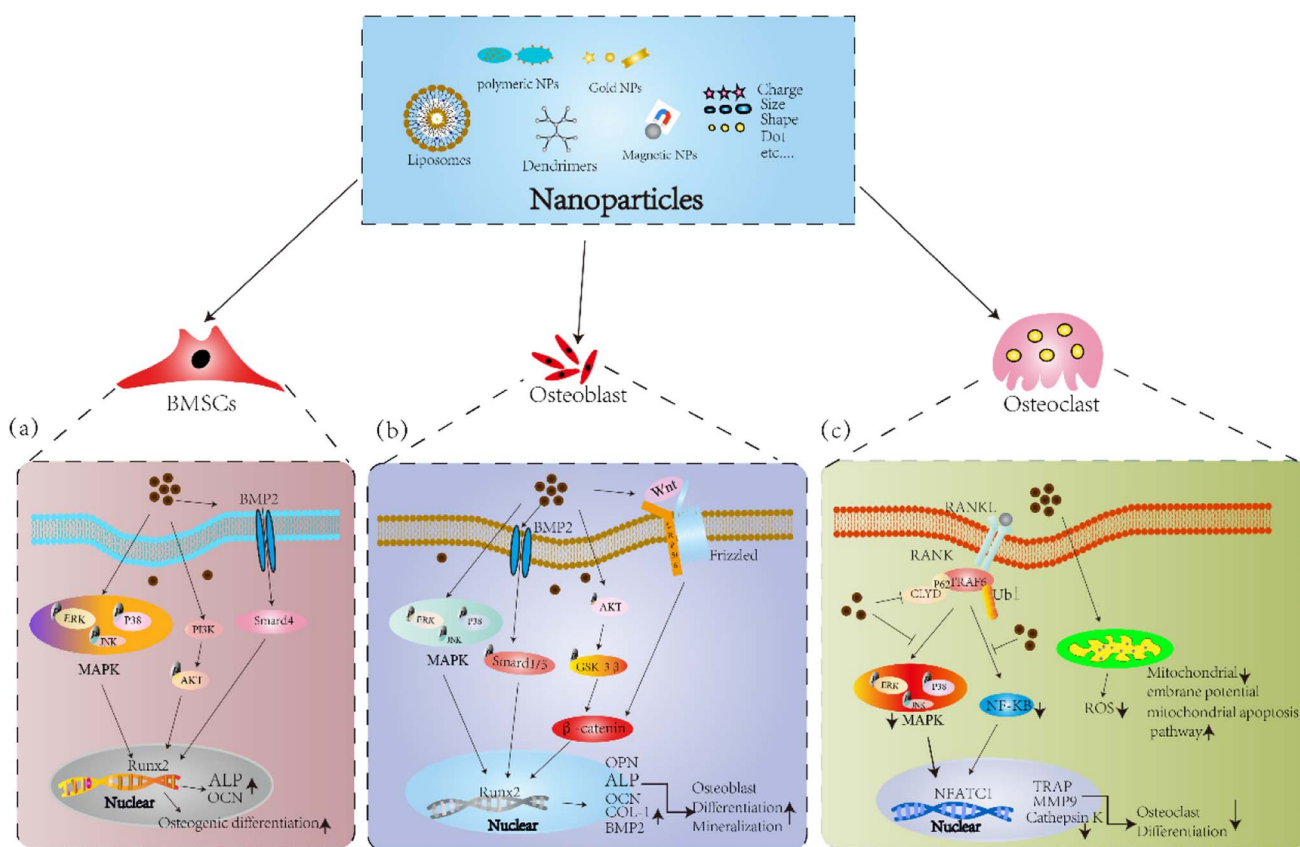 polymeric NPs
Gold NPs
Liposomes
Dendrimers
Magnetic NPs
Charge
Size
Shape
Dot
etc....
Nanoparticles
BMSCs
Osteoblast
Osteoclast
(a)
BMP2
ERK
P38
JNK
MAPK
PI3K
AKT
Smard4
Runx2
Nuclear
ALP
OCN
Osteogenic differentiation
(b)
Wnt
BMP2
Frizzled
ERK
P38
JNK
MAPK
AKT
Smard1/5
GSK-3 β
β-catenin
Runx2
Nuclear
OPN
ALP
OCN
COL-1
BMP2
Osteoblast
Differentiation
Mineralization
(c)
RANKL
RANK
P62
TRAF6
CLYD
Ub1
ERK
P38
JNK
MAPK
NF-KB
ROS
Mitochondrial
embrane potential
mitochondrial apoptosis
pathway
NFATC1
Nuclear
TRAP
MMP9
Cathepsin K
Osteoclast
Differentiation